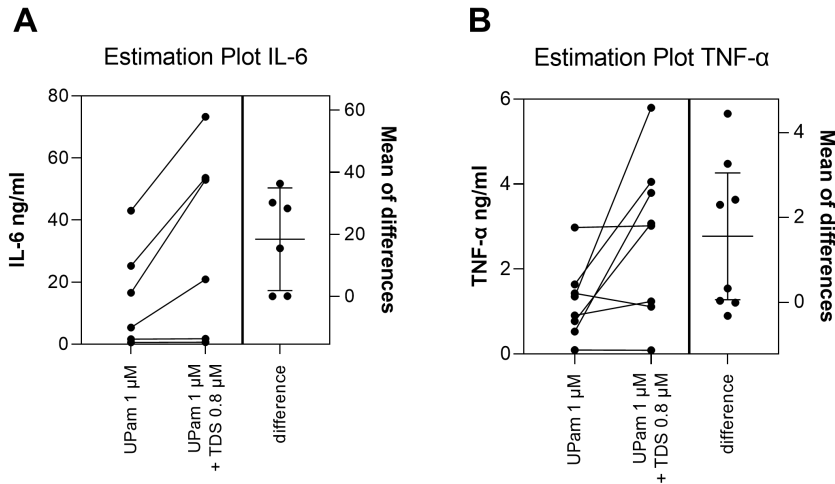 A
Estimation Plot IL-6
80
60
40
20
0
IL-6 ng/ml
60
40
20
0
Mean of differences
UPam 1 µM
UPam 1 µM
+ TDS 0.8 µM
difference
B
Estimation Plot TNF-α
6
4
2
0
TNF-α ng/ml
4
2
0
Mean of differences
UPam 1 µM
UPam 1 µM
+ TDS 0.8 µM
difference